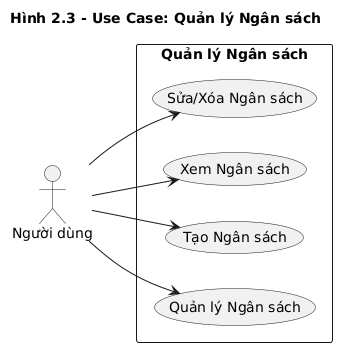 Hình 2.3 - Use Case: Quản lý Ngân sách
Quản lý Ngân sách
Sửa/Xóa Ngân sách
Xem Ngân sách
Người dùng
Tạo Ngân sách
Quản lý Ngân sách